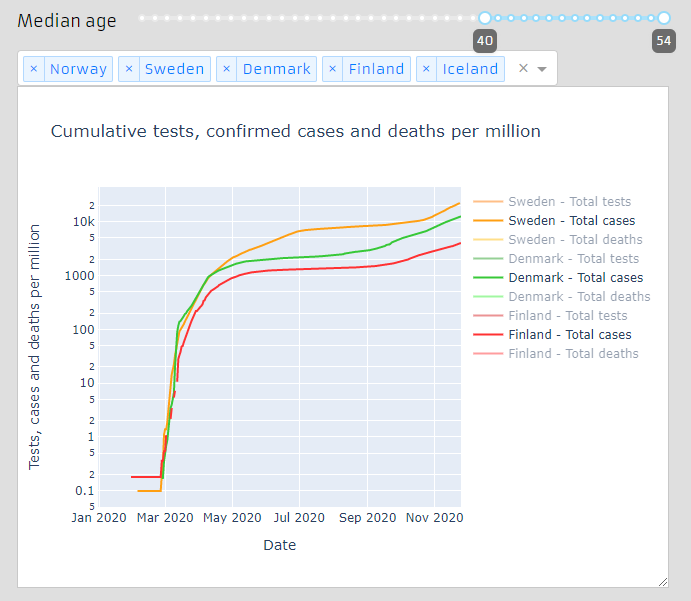 Median age
40 54
× Norway × Sweden × Denmark × Finland × Iceland ×
Cumulative tests, confirmed cases and deaths per million
Tests, cases and deaths per million
2
10k
5
2
1000
5
2
100
5
2
10
5
2
1
5
2
0.1
5
Jan 2020 Mar 2020 May 2020 Jul 2020 Sep 2020 Nov 2020
Date
Sweden - Total tests
Sweden - Total cases
Sweden - Total deaths
Denmark - Total tests
Denmark - Total cases
Denmark - Total deaths
Finland - Total tests
Finland - Total cases
Finland - Total deaths